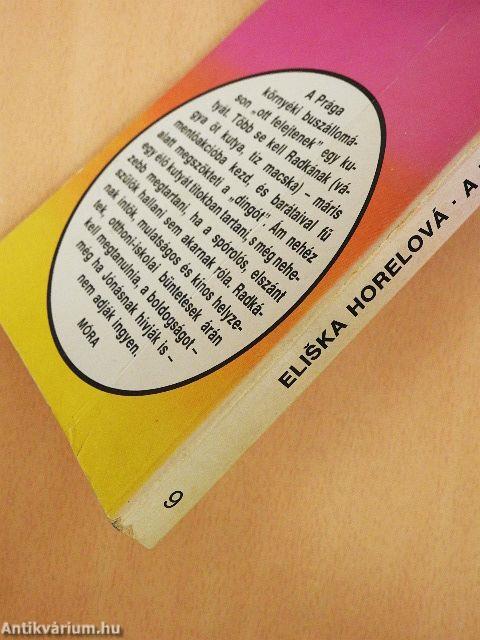 A Prága
környéki buszállomá-
son „ott felejtenek” egy ku-
tyát. Több se kell Radkának (vá-
gya öt kutya, tíz macska) – máris
mentőakcióba kezd, és barátaival fű
alatt megszökteti a „dingót”. Ám nehéz
egy élő kutyát titokban tartani, s még nehe-
zebb megtartani, ha a spórolós, elszánt
szülők hallani sem akarnak róla. Radká-
nak intők, mulatságos és kínos helyze-
tek, otthoni-iskolai büntetések árán
kell megtanulnia, a boldogságot –
még ha Jónásnak hívják is –
nem adják ingyen.
MÓRA
ELIŠKA HORELOVÁ · A
9
Antikvárium.hu